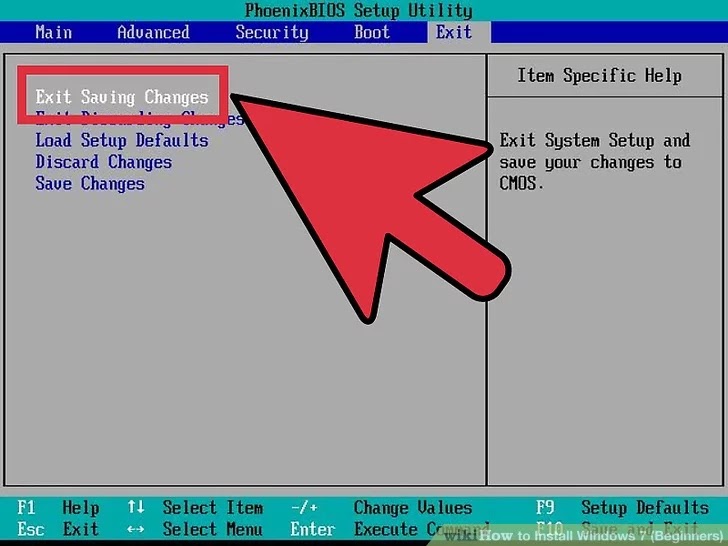 PhoenixBIOS Setup Utility
Main Advanced Security Boot Exit
Exit Saving Changes
Exit Discarding Changes
Load Setup Defaults
Discard Changes
Save Changes
Item Specific Help
Exit System Setup and
save your changes to
CMOS.
F1 Help ↑↓ Select Item -/+ Change Values F9 Setup Defaults
Esc Exit ↔ Select Menu Enter Execute Command F10 Save and Exit
wikiHow to Install Windows 7 (Beginners)